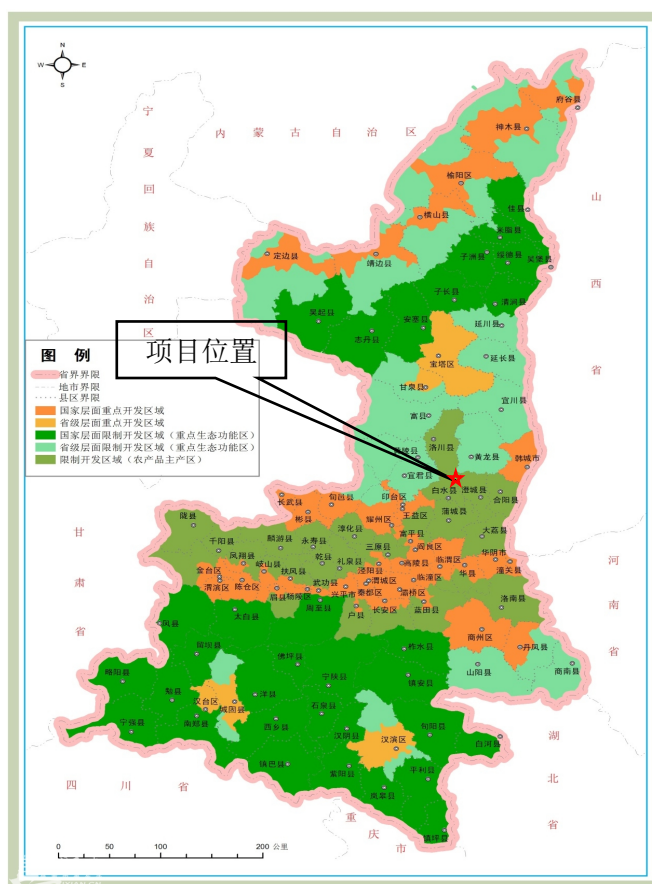 N
W
E
S
宁夏回族自治区
内蒙古自治区
山西省
甘肃省
河南省
湖北省
四川省
重庆市
府谷县
神木县
榆阳区
佳县
横山县
米脂县
定边县
靖边县
子洲县
绥德县
吴堡县
子长县
清涧县
吴起县
安塞县
志丹县
延川县
宝塔区
延长县
甘泉县
宜川县
富县
洛川县
黄龙县
韩城市
宜君县
项目位置
图 例
省界界限
地市界限
县区界限
国家层面重点开发区域
省级层面重点开发区域
国家层面限制开发区域（重点生态功能区）
省级层面限制开发区域（重点生态功能区）
限制开发区域（农产品主产区）
长武县
旬邑县
印台区
白水县
澄城县
合阳县
彬县
王益区
蒲城县
陇县
耀州区
千阳县
麟游县
永寿县
淳化县
富平县
大荔县
凤翔县
乾县
三原县
阎良区
岐山县
扶风县
礼泉县
泾阳县
高陵县
临渭区
华阴市
金台区
渭滨区
陈仓区
武功县
兴平市
渭城区
秦都区
临潼区
华县
潼关县
眉县
杨陵区
周至县
灞桥区
长安区
蓝田县
户县
洛南县
太白县
凤县
商州区
丹凤县
留坝县
佛坪县
柞水县
山阳县
商南县
略阳县
勉县
宁陕县
镇安县
汉台区
城固县
洋县
石泉县
宁强县
南郑县
西乡县
汉阴县
汉滨区
旬阳县
白河县
镇巴县
紫阳县
平利县
岚皋县
镇坪县
0 50 100 200 公里